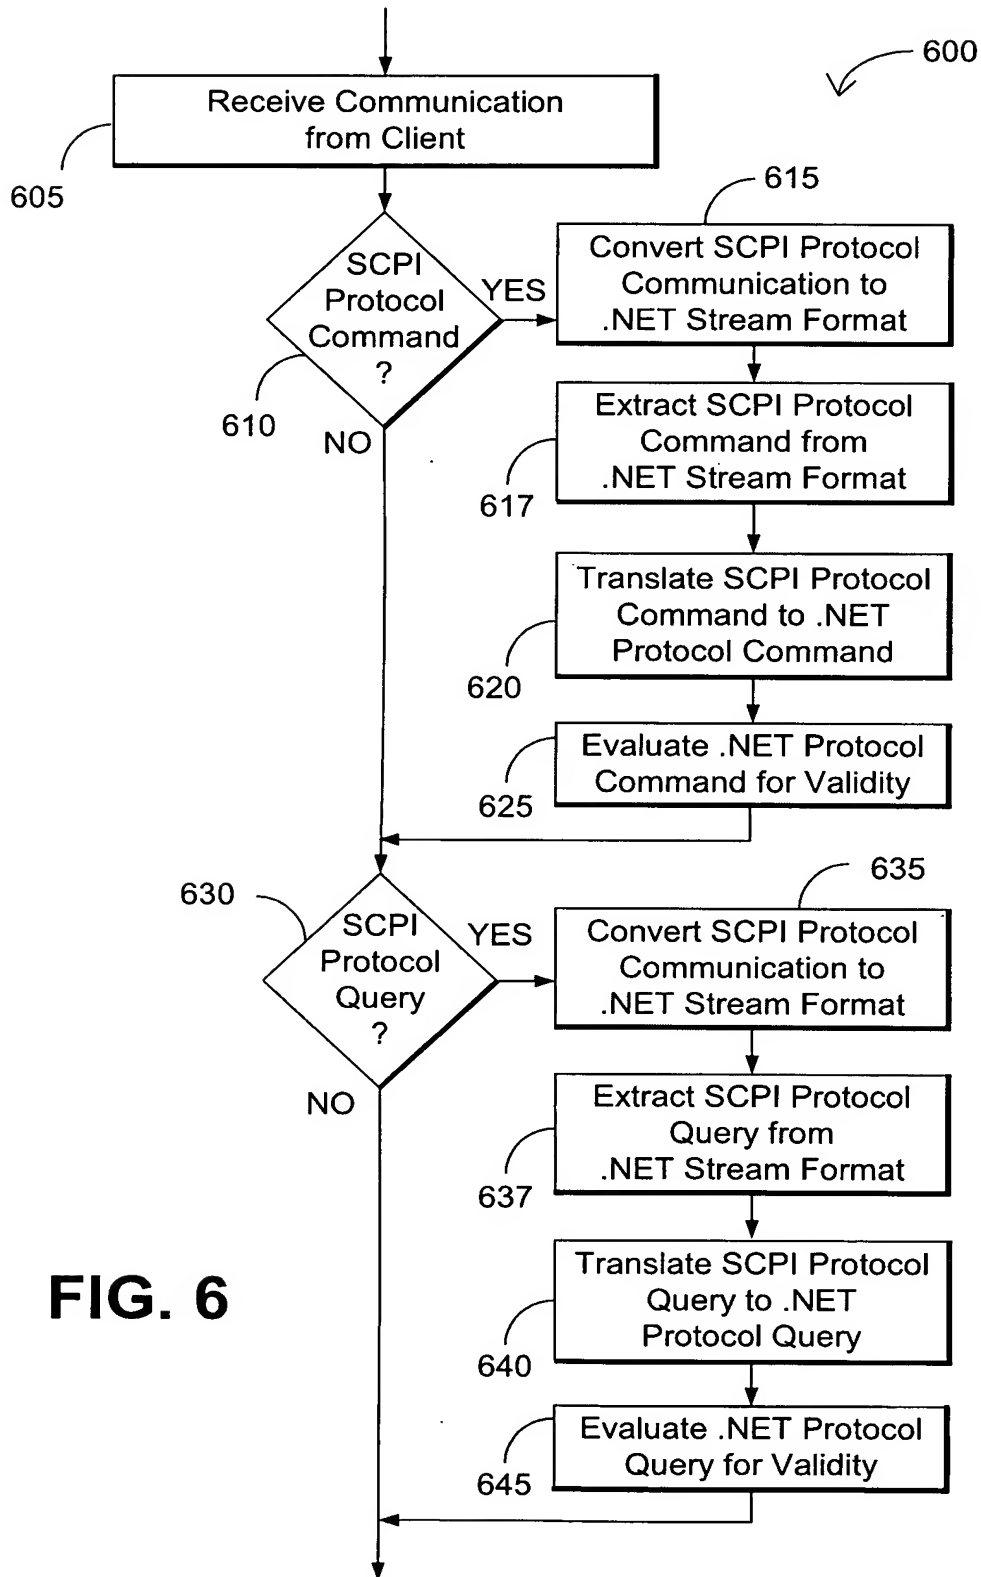 600
Receive Communication
from Client
605
615
SCPI
Protocol
Command
?
YES
NO
610
Convert SCPI Protocol
Communication to
.NET Stream Format
Extract SCPI Protocol
Command from
.NET Stream Format
617
Translate SCPI Protocol
Command to .NET
Protocol Command
620
Evaluate .NET Protocol
Command for Validity
625
630
SCPI
Protocol
Query
?
YES
NO
635
Convert SCPI Protocol
Communication to
.NET Stream Format
Extract SCPI Protocol
Query from
.NET Stream Format
637
Translate SCPI Protocol
Query to .NET
Protocol Query
640
Evaluate .NET Protocol
Query for Validity
645
FIG. 6